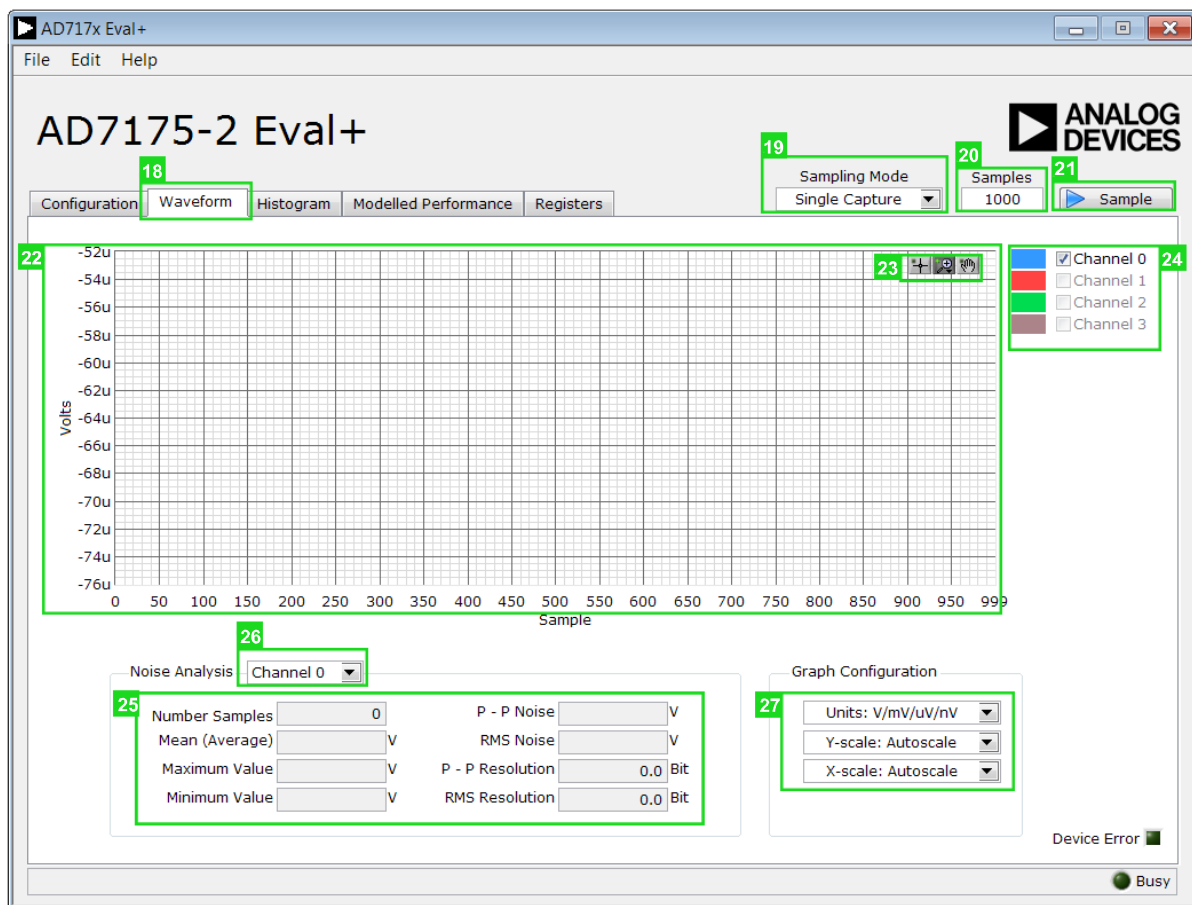 AD717x Eval+
File Edit Help
AD7175-2 Eval+
ANALOG
DEVICES
18
19
20
21
Sampling Mode
Samples
Configuration Waveform Histogram Modelled Performance Registers
Single Capture
1000
Sample
22
23
24
-52u
-54u
-56u
-58u
-60u
-62u
-64u
-66u
-68u
-70u
-72u
-74u
-76u
Volts
Channel 0
Channel 1
Channel 2
Channel 3
0 50 100 150 200 250 300 350 400 450 500 550 600 650 700 750 800 850 900 950 999
Sample
26
Noise Analysis Channel 0
25
Number Samples 0
Mean (Average) V
Maximum Value V
Minimum Value V
P - P Noise V
RMS Noise V
P - P Resolution 0.0 Bit
RMS Resolution 0.0 Bit
Graph Configuration
27
Units: V/mV/uV/nV
Y-scale: Autoscale
X-scale: Autoscale
Device Error
Busy